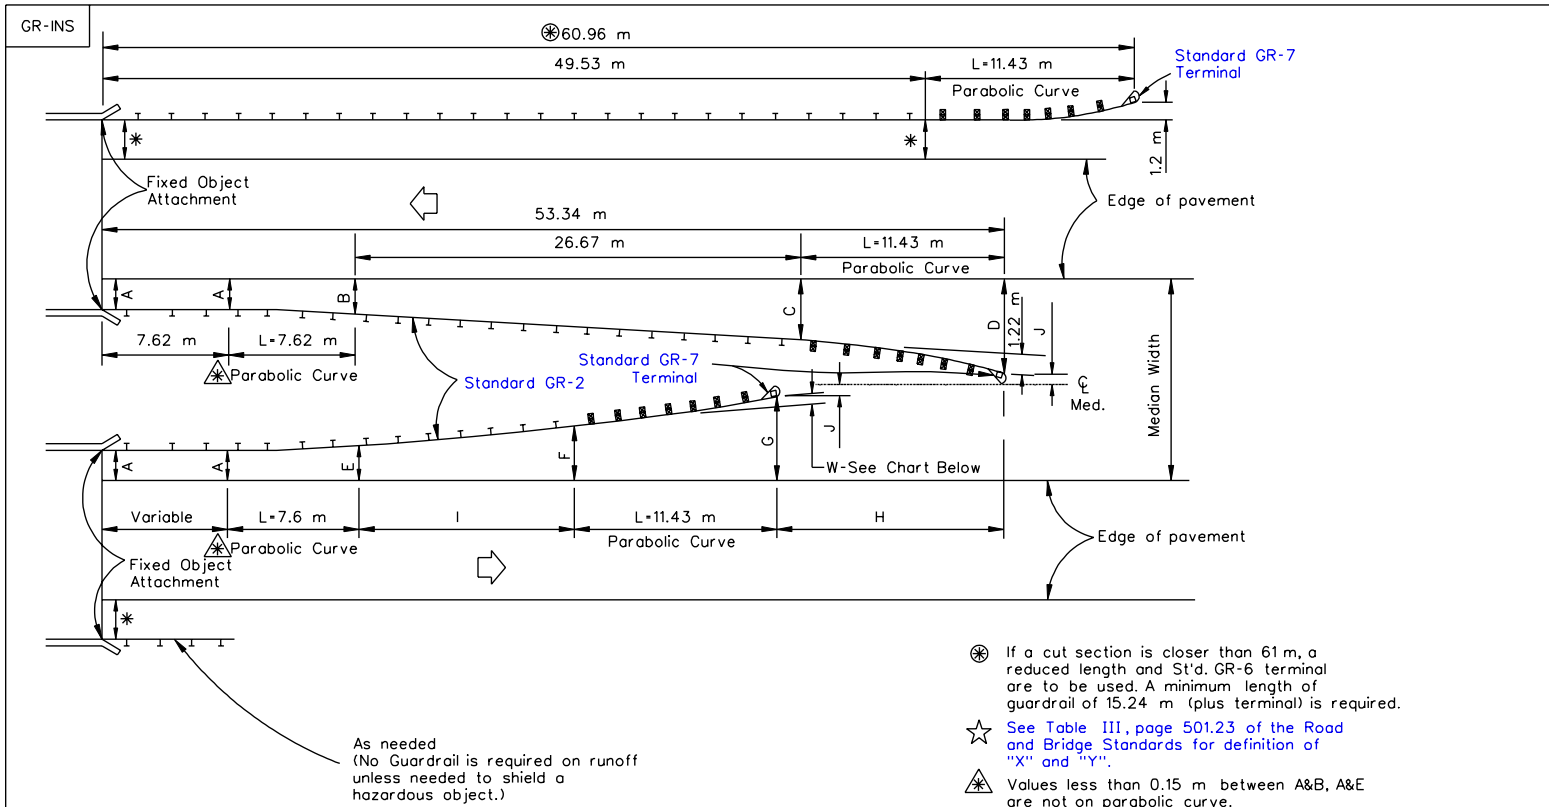 GR-INS
60.96 m
49.53 m
L=11.43 m
Parabolic Curve
Standard GR-7
Terminal
1.2 m
Fixed Object
Attachment
Edge of pavement
53.34 m
26.67 m
L=11.43 m
Parabolic Curve
A
A
B
C
D
1.22 m
J
7.62 m
L=7.62 m
Parabolic Curve
Standard GR-2
Standard GR-7
Terminal
℄
Med.
Median Width
A
A
E
F
G
J
W-See Chart Below
Variable
L=7.6 m
I
L=11.43 m
H
Parabolic Curve
Parabolic Curve
Fixed Object
Attachment
Edge of pavement
As needed
(No Guardrail is required on runoff
unless needed to shield a
hazardous object.)
If a cut section is closer than 61 m, a
reduced length and St'd. GR-6 terminal
are to be used. A minimum length of
guardrail of 15.24 m (plus terminal) is required.
See Table III, page 501.23 of the Road
and Bridge Standards for definition of
"X" and "Y".
Values less than 0.15 m between A&B, A&E
are not on parabolic curve.